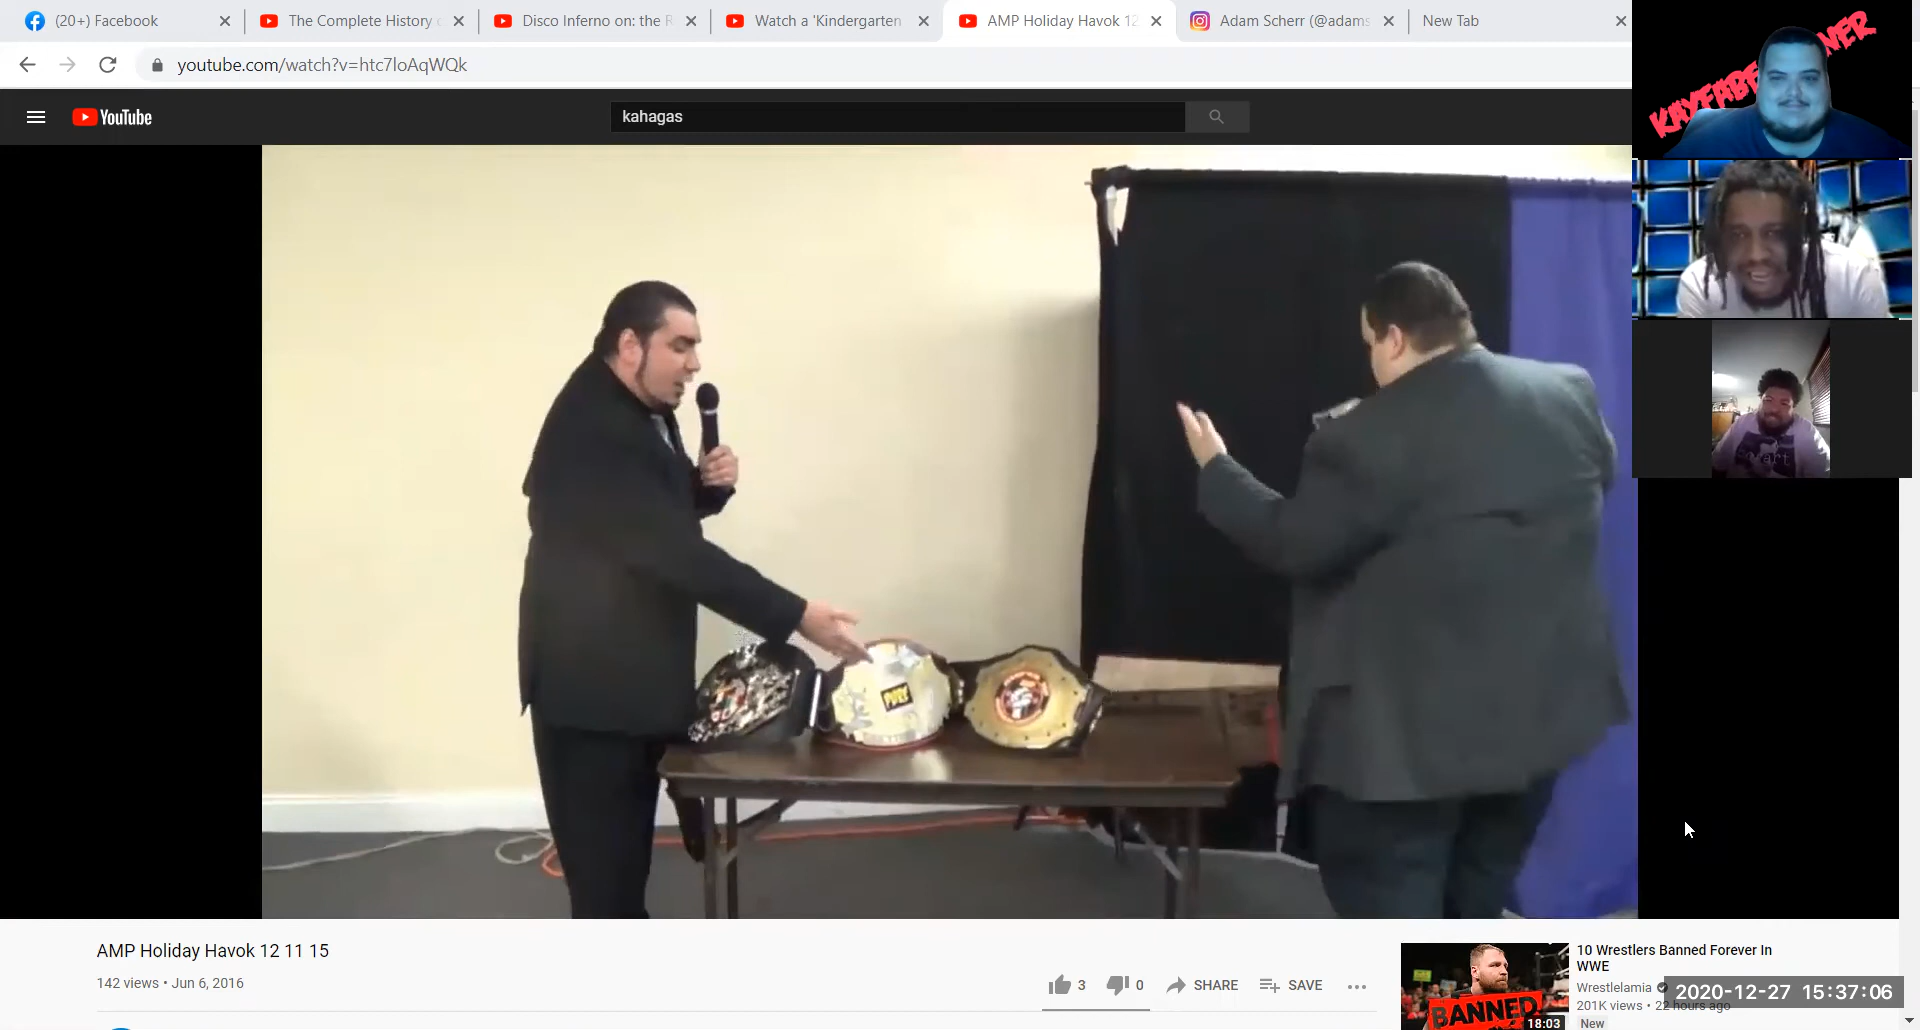 (20+) Facebook
The Complete History
Disco Inferno on: the R
Watch a 'Kindergarten
AMP Holiday Havok 12
Adam Scherr (@adams
New Tab
youtube.com/watch?v=htc7loAqWQk
YouTube
kahagas
AMP Holiday Havok 12 11 15
142 views • Jun 6, 2016
3
0
SHARE
SAVE
BANNED
18:03
10 Wrestlers Banned Forever In
WWE
Wrestlelamia
201K views • 22 hours ago
New
2020-12-27 15:37:06